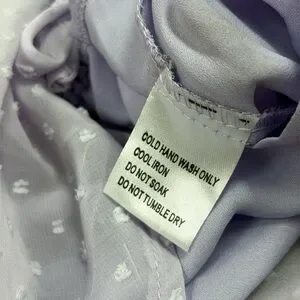 COLD HAND WASH ONLY
COOL IRON
DO NOT SOAK
DO NOT TUMBLE DRY